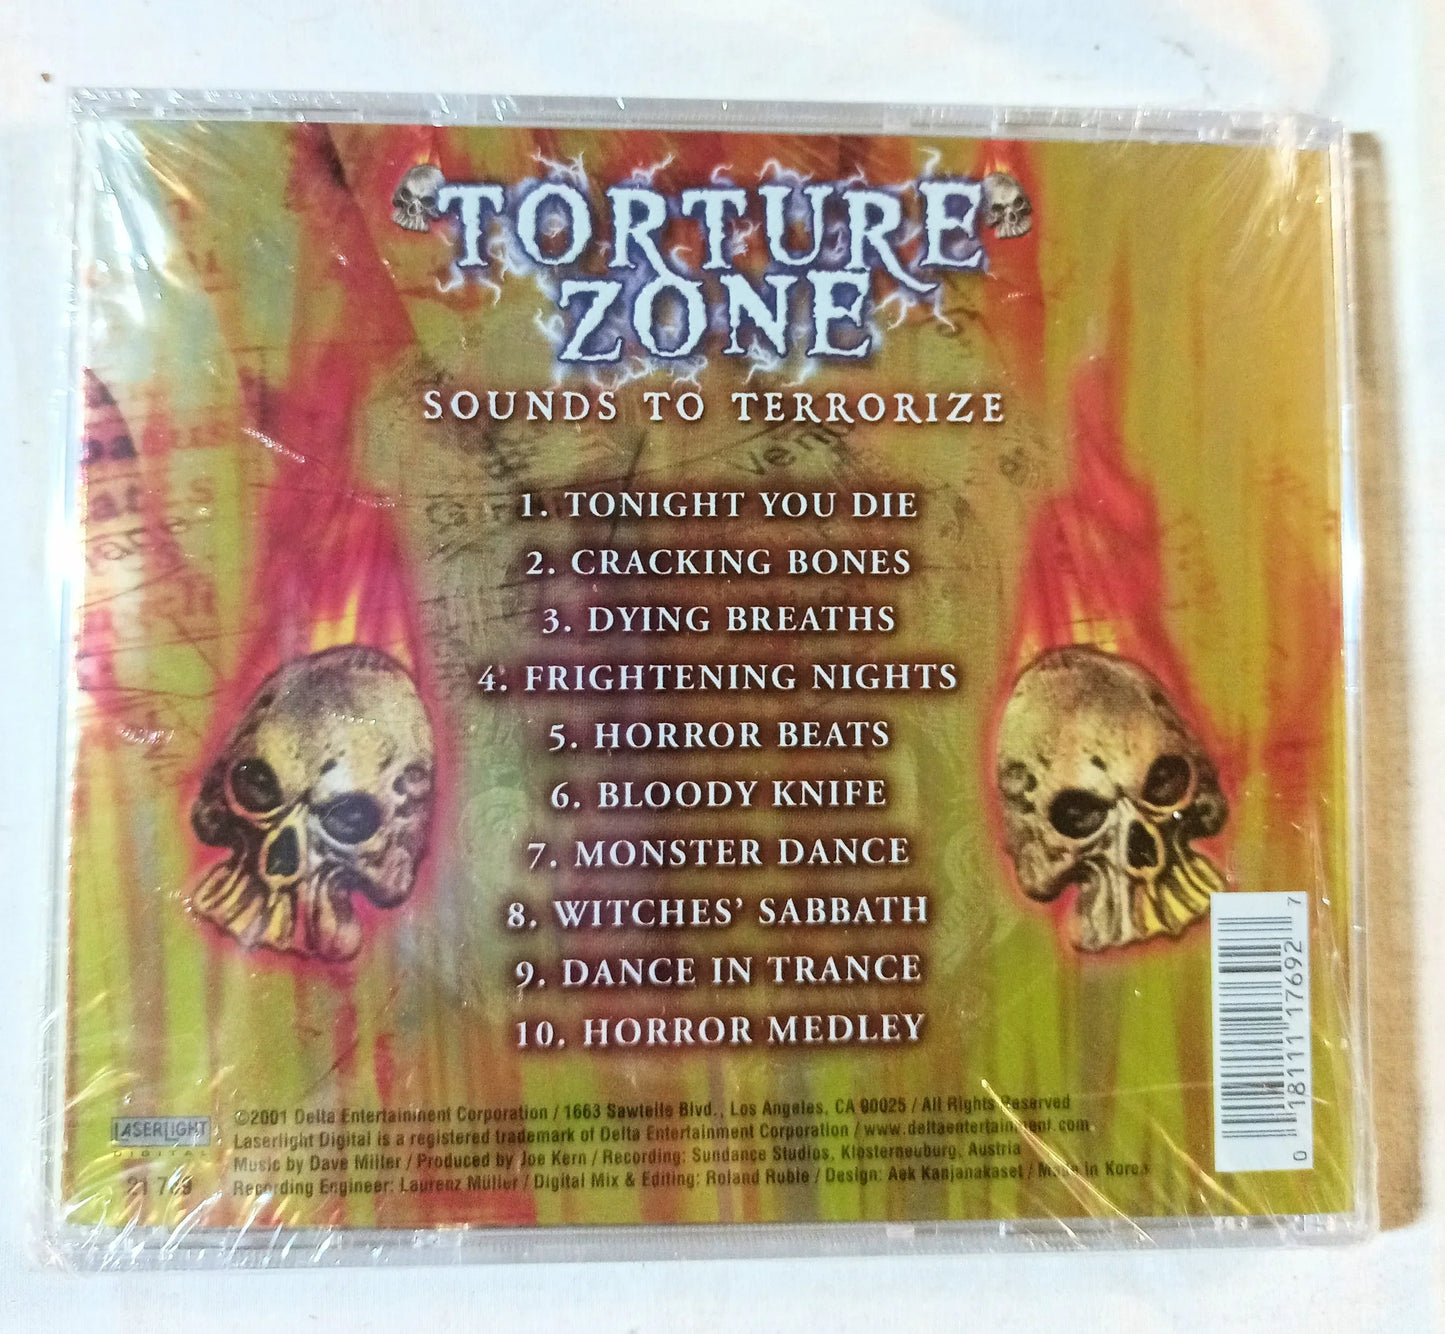 TORTURE
ZONE
SOUNDS TO TERRORIZE
1. TONIGHT YOU DIE
2. CRACKING BONES
3. DYING BREATHS
4. FRIGHTENING NIGHTS
5. HORROR BEATS
6. BLOODY KNIFE
7. MONSTER DANCE
8. WITCHES' SABBATH
9. DANCE IN TRANCE
10. HORROR MEDLEY
LASERLIGHT
DIGITAL
©2001 Delta Entertainment Corporation / 1663 Sawtelle Blvd., Los Angeles, CA 90025 / All Rights Reserved
Laserlight Digital is a registered trademark of Delta Entertainment Corporation / www.deltaentertainment.com
Music by Dave Miller / Produced by Joe Kern / Recording: Sundance Studios, Klosterneuburg, Austria
Recording Engineer: Laurenz Müller / Digital Mix & Editing: Roland Ruble / Design: Aek Kanjanakaset / Made in Korea
0 18111 17692 7